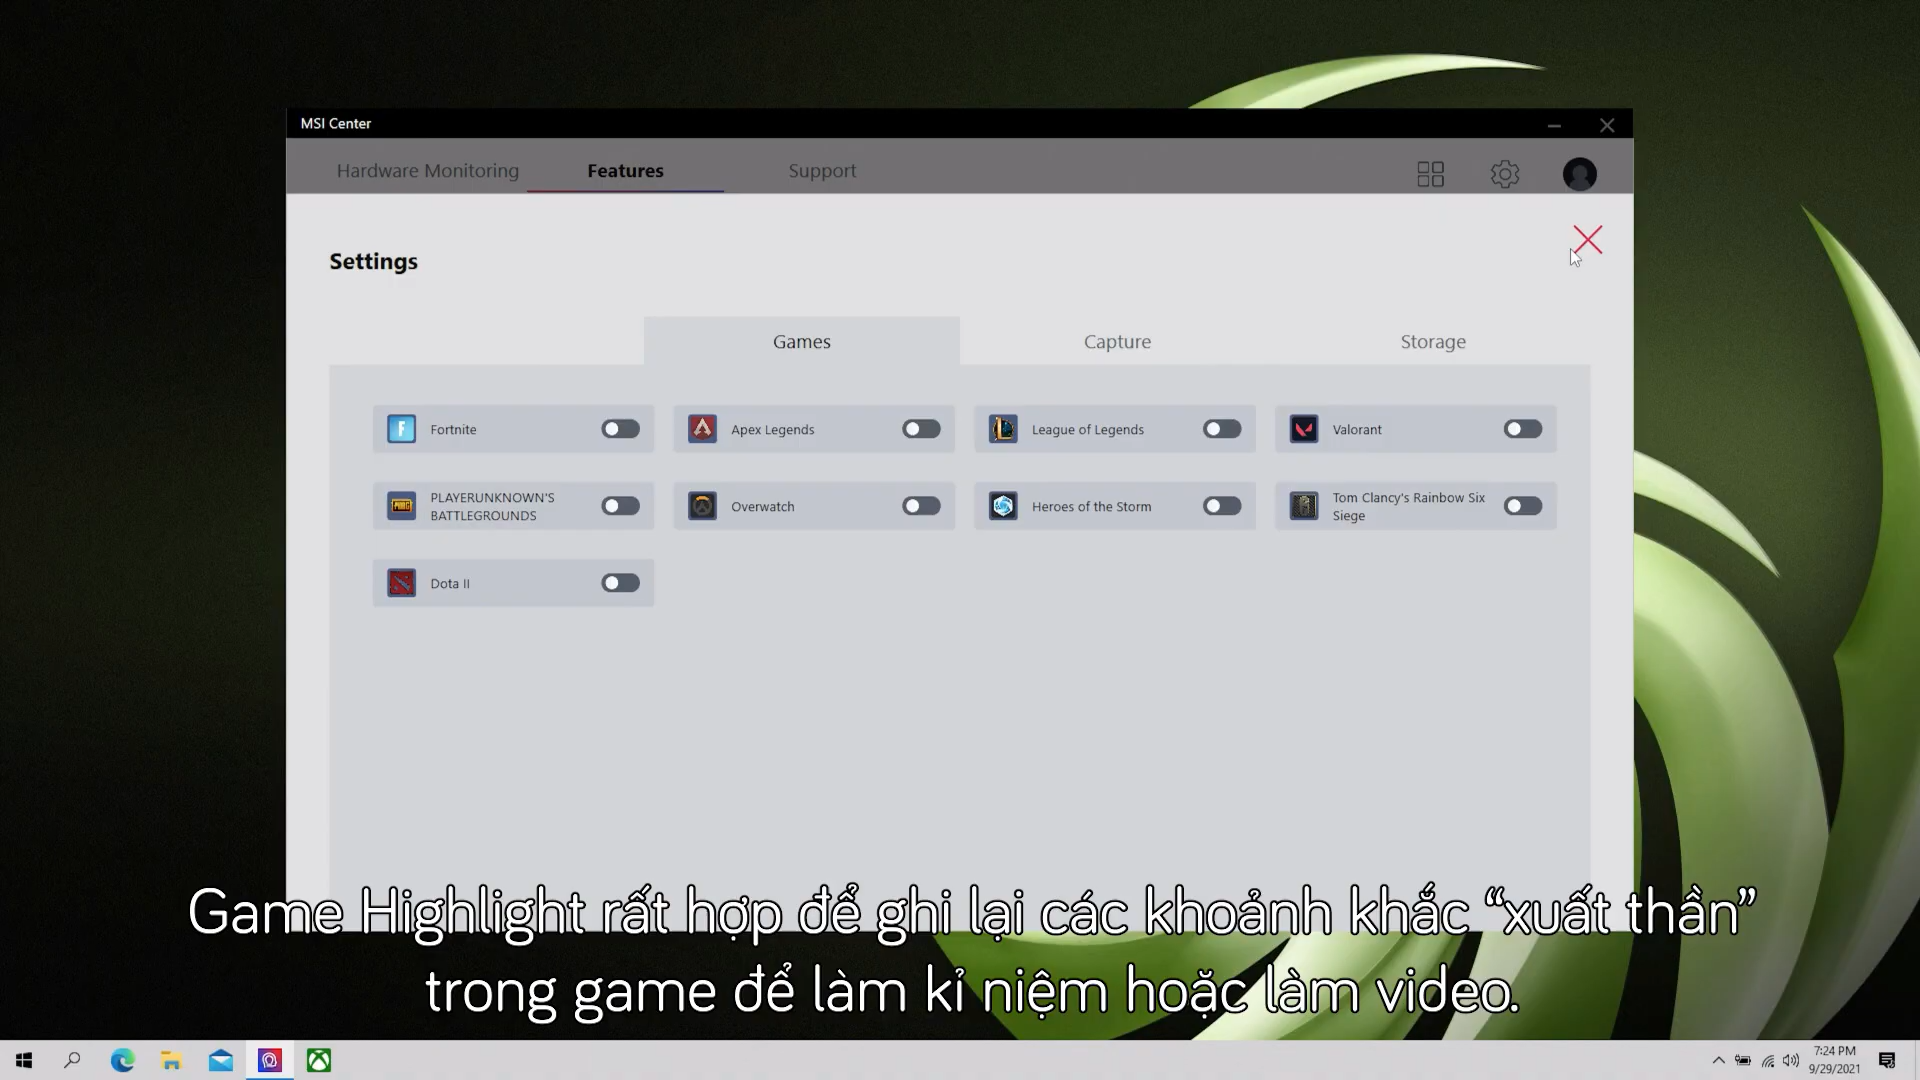 MSI Center
Hardware Monitoring
Features
Support
Settings
Games
Capture
Storage
Fortnite
Apex Legends
League of Legends
Valorant
PLAYERUNKNOWN'S
BATTLEGROUNDS
Overwatch
Heroes of the Storm
Tom Clancy's Rainbow Six
Siege
Dota II
Game Highlight rất hợp để ghi lại các khoảnh khắc “xuất thần”
trong game để làm kỉ niệm hoặc làm video.
7:24 PM
9/29/2021